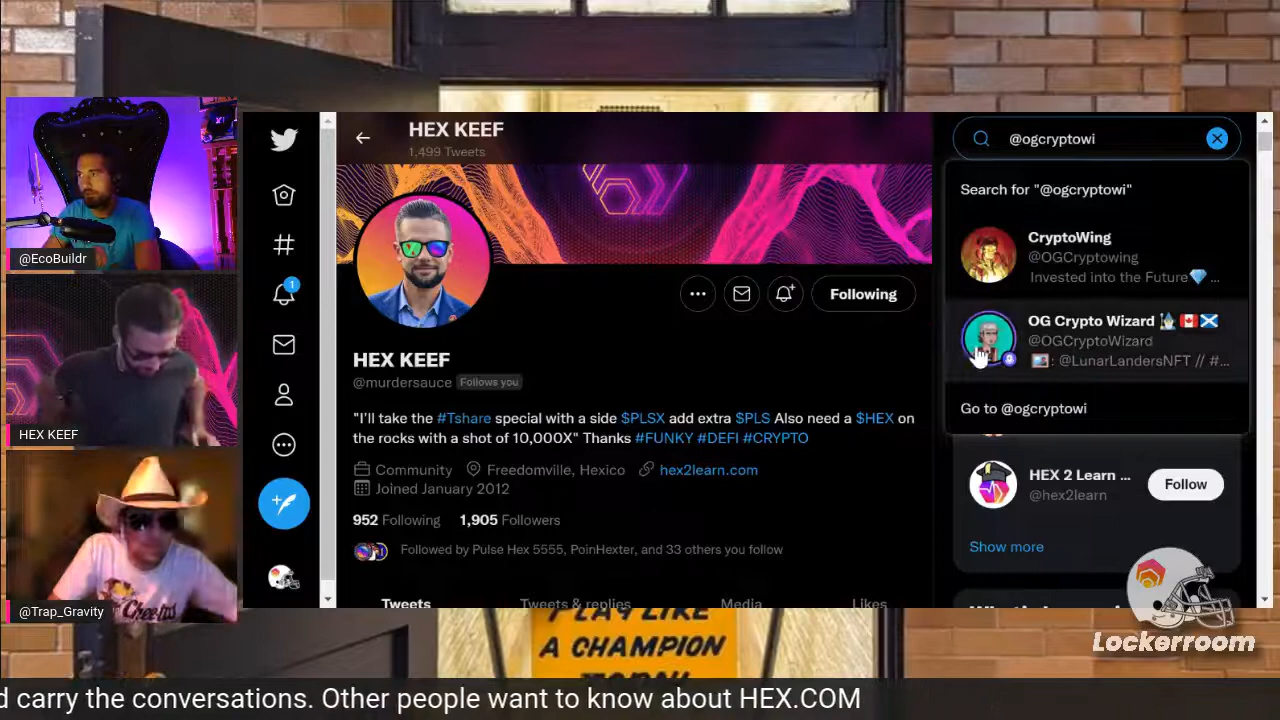 HEX KEEF
1,499 Tweets
@ogcryptowi
Search for "@ogcryptowi"
CryptoWing
@OGCryptowing
Invested into the Future💎 ...
OG Crypto Wizard 🧙‍♂️🇨🇦🏴󠁧󠁢󠁳󠁣󠁴󠁿
@OGCryptoWizard
🖼️: @LunarLandersNFT // #...
Go to @ogcryptowi
1
Following
HEX KEEF
@murdersauce Follows you
"I'll take the #Tshare special with a side $PLSX add extra $PLS Also need a $HEX on
the rocks with a shot of 10,000X" Thanks #FUNKY #DEFI #CRYPTO
Community Freedomville, Hexico hex2learn.com
Joined January 2012
952 Following 1,905 Followers
Followed by Pulse Hex 5555, PoinHexter, and 33 others you follow
Tweets Tweets & replies Media Likes
HEX 2 Learn ...
@hex2learn
Follow
Show more
@EcoBuildr
HEX KEEF
Cheetos
@Trap_Gravity
PLAY LIKE
A CHAMPION
TODAY
Lockerroom
d carry the conversations. Other people want to know about HEX.COM